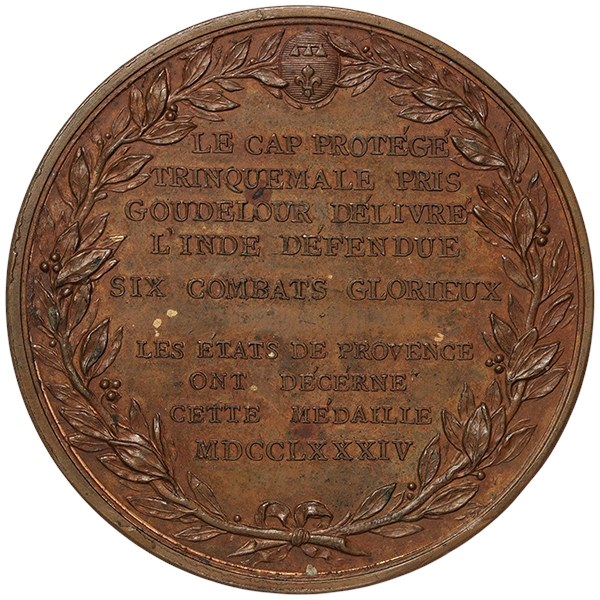 LE CAP PROTÉGÉ
TRINQUEMALE PRIS
GOUDELOUR DÉLIVRÉ
L'INDE DÉFENDUE
SIX COMBATS GLORIEUX
LES ÉTATS DE PROVENCE
ONT DÉCERNÉ
CETTE MÉDAILLE
MDCCLXXXIV